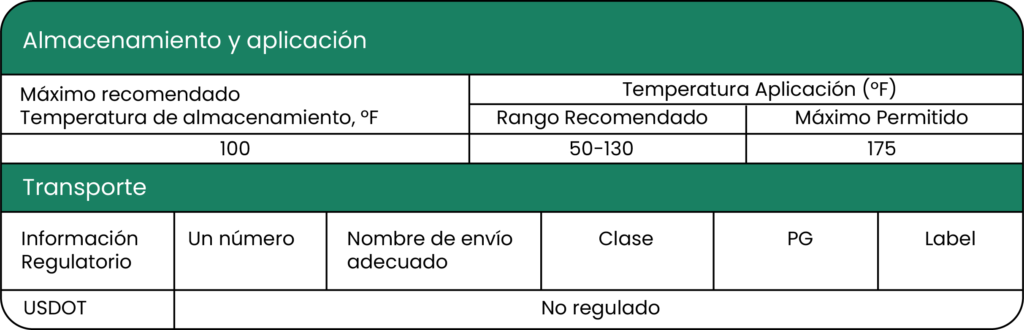 Almacenamiento y aplicación
Máximo recomendado
Temperatura de almacenamiento, ºF
Temperatura Aplicación (ºF)
Rango Recomendado
Máximo Permitido
100
50-130
175
Transporte
Información
Regulatorio
Un número
Nombre de envío
adecuado
Clase
PG
Label
USDOT
No regulado